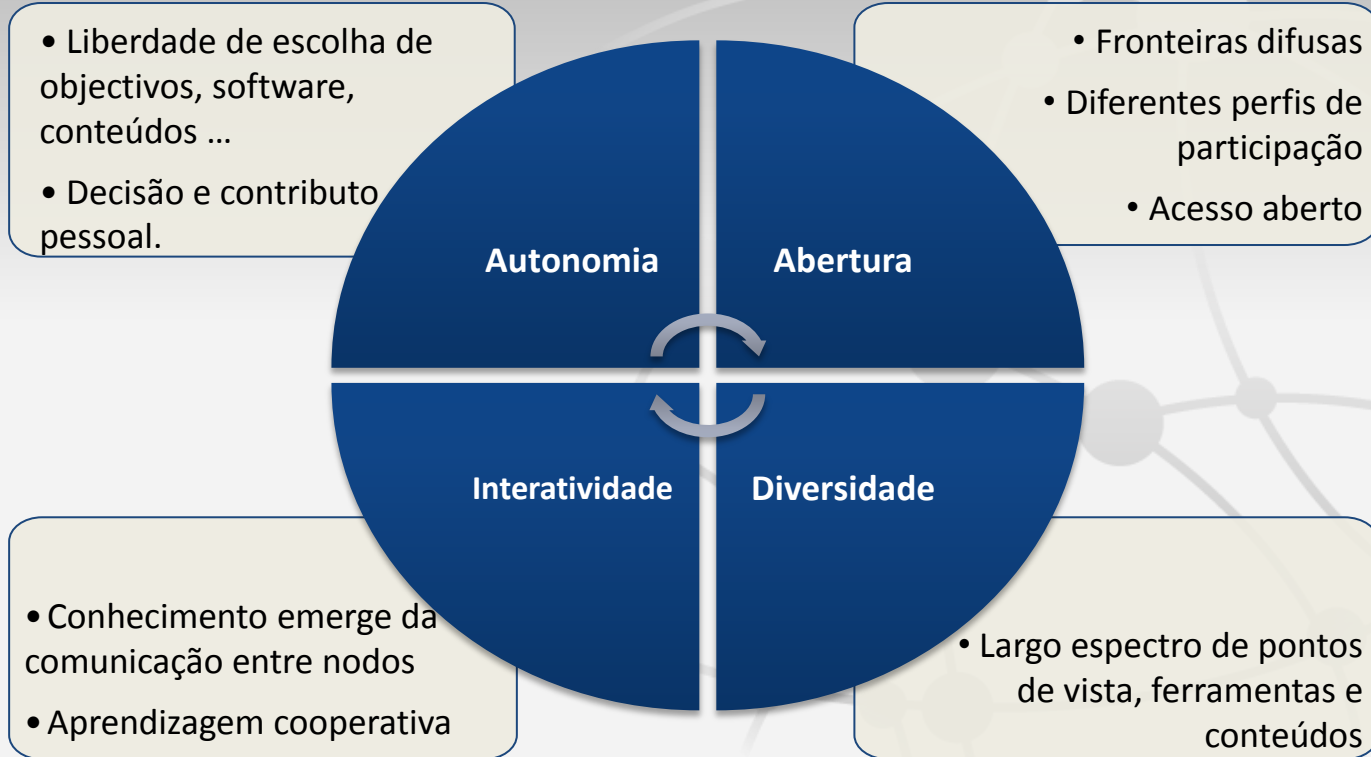 • Liberdade de escolha de
objectivos, software,
conteúdos ...
• Decisão e contributo
pessoal.
• Fronteiras difusas
• Diferentes perfis de
participação
• Acesso aberto
Autonomia
Abertura
Interatividade
Diversidade
• Conhecimento emerge da
comunicação entre nodos
• Aprendizagem cooperativa
• Largo espectro de pontos
de vista, ferramentas e
conteúdos